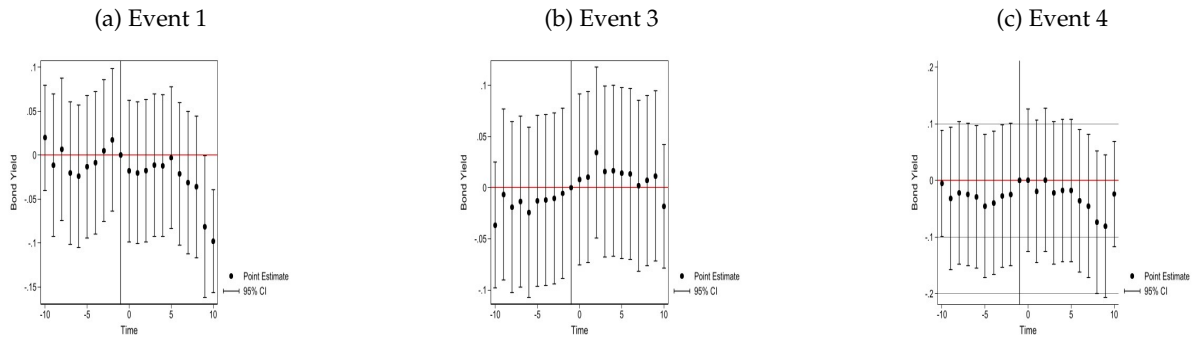 (a) Event 1
.1
.05
0
-.05
-.1
-.15
Bond Yield
-10
-5
0
5
10
Time
Point Estimate
95% CI
(b) Event 3
.1
.05
0
-.05
-.1
Bond Yield
-10
-5
0
5
10
Time
Point Estimate
95% CI
(c) Event 4
.2
.1
0
-.1
-.2
Bond Yield
-10
-5
0
5
10
Time
Point Estimate
95% CI